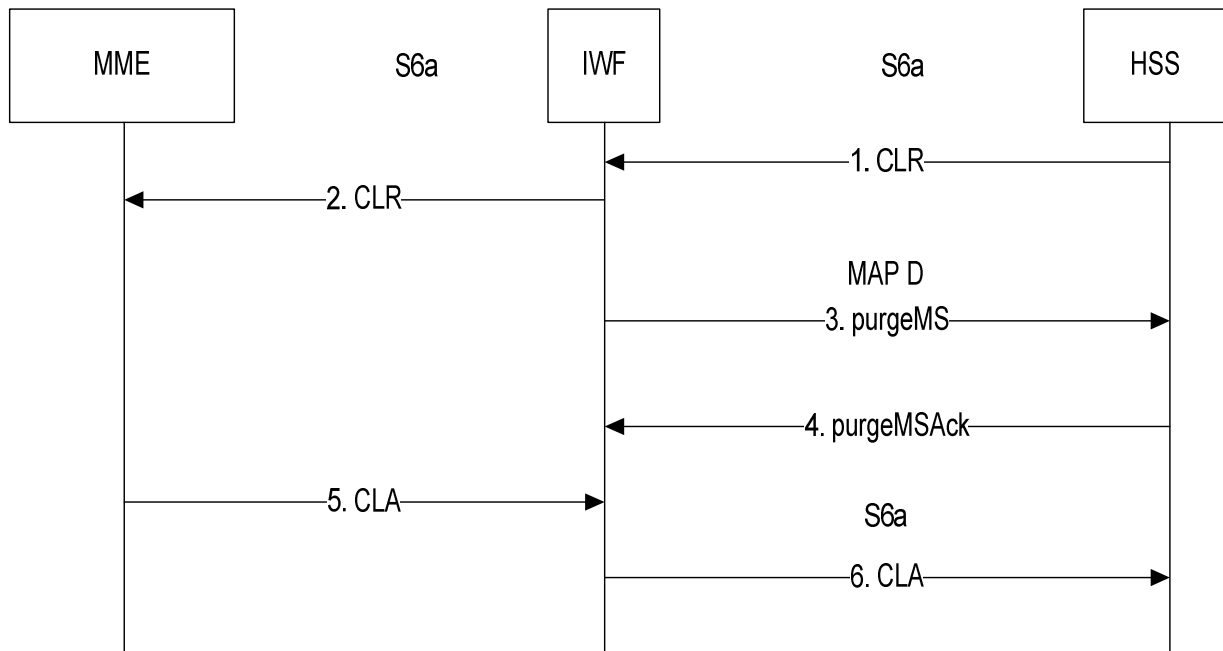 MME
S6a
IWF
S6a
HSS
1. CLR
2. CLR
MAP D
3. purgeMS
4. purgeMSAck
5. CLA
S6a
6. CLA